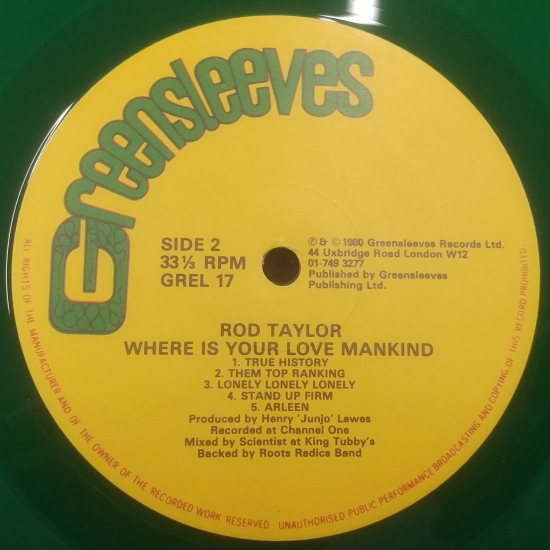 Greensleeves
SIDE 2
33⅓ RPM
GREL 17
℗ & © 1980 Greensleeves Records Ltd.
44 Uxbridge Road London W12
01-749 3277
Published by Greensleeves
Publishing Ltd.
ROD TAYLOR
WHERE IS YOUR LOVE MANKIND
1. TRUE HISTORY
2. THEM TOP RANKING
3. LONELY LONELY LONELY
4. STAND UP FIRM
5. ARLEEN
Produced by Henry 'Junjo' Lawes
Recorded at Channel One
Mixed by Scientist at King Tubby's
Backed by Roots Radics Band
ALL RIGHTS OF THE MANUFACTURER AND OF THE OWNER OF THE RECORDED WORK RESERVED UNAUTHORISED PUBLIC PERFORMANCE BROADCASTING AND COPYING OF THIS RECORD PROHIBITED